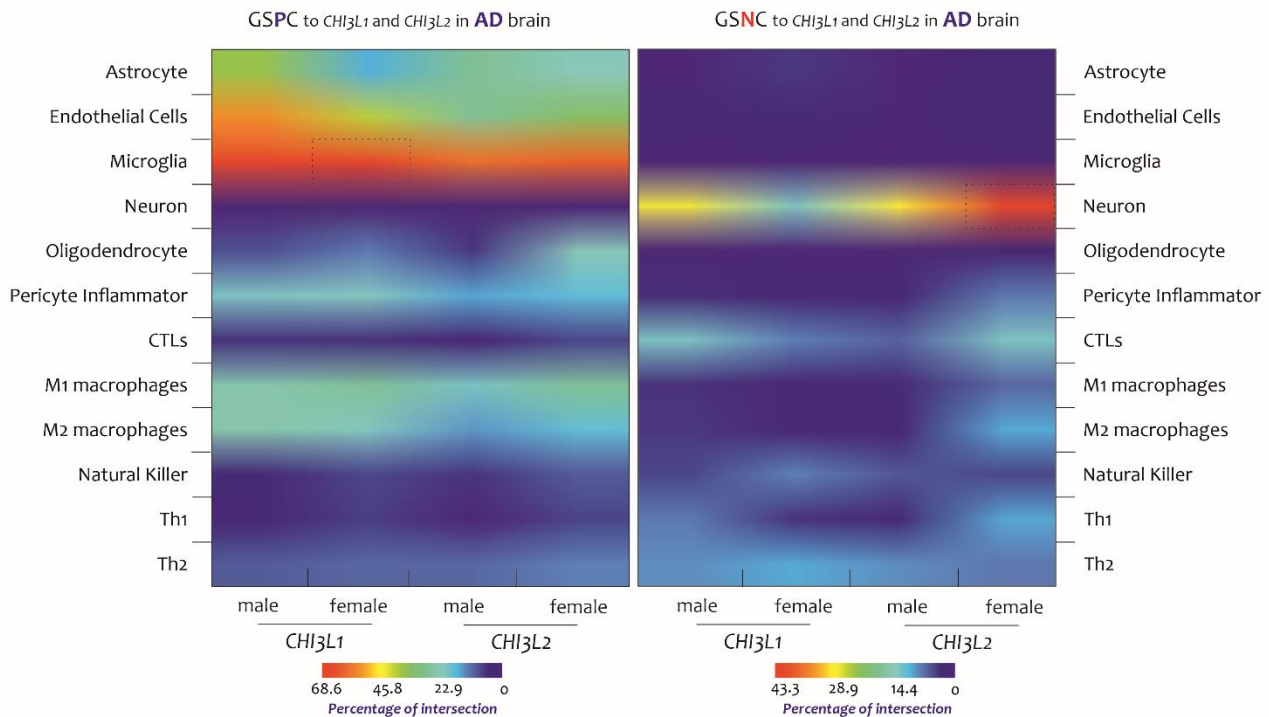 GSPC to CHI3L1 and CHI3L2 in AD brain
GSNC to CHI3L1 and CHI3L2 in AD brain
Astrocyte
Endothelial Cells
Microglia
Neuron
Oligodendrocyte
Pericyte Inflammator
CTLs
M1 macrophages
M2 macrophages
Natural Killer
Th1
Th2
Astrocyte
Endothelial Cells
Microglia
Neuron
Oligodendrocyte
Pericyte Inflammator
CTLs
M1 macrophages
M2 macrophages
Natural Killer
Th1
Th2
male female male female
CHI3L1 CHI3L2
68.6 45.8 22.9 0
Percentage of intersection
male female male female
CHI3L1 CHI3L2
43.3 28.9 14.4 0
Percentage of intersection